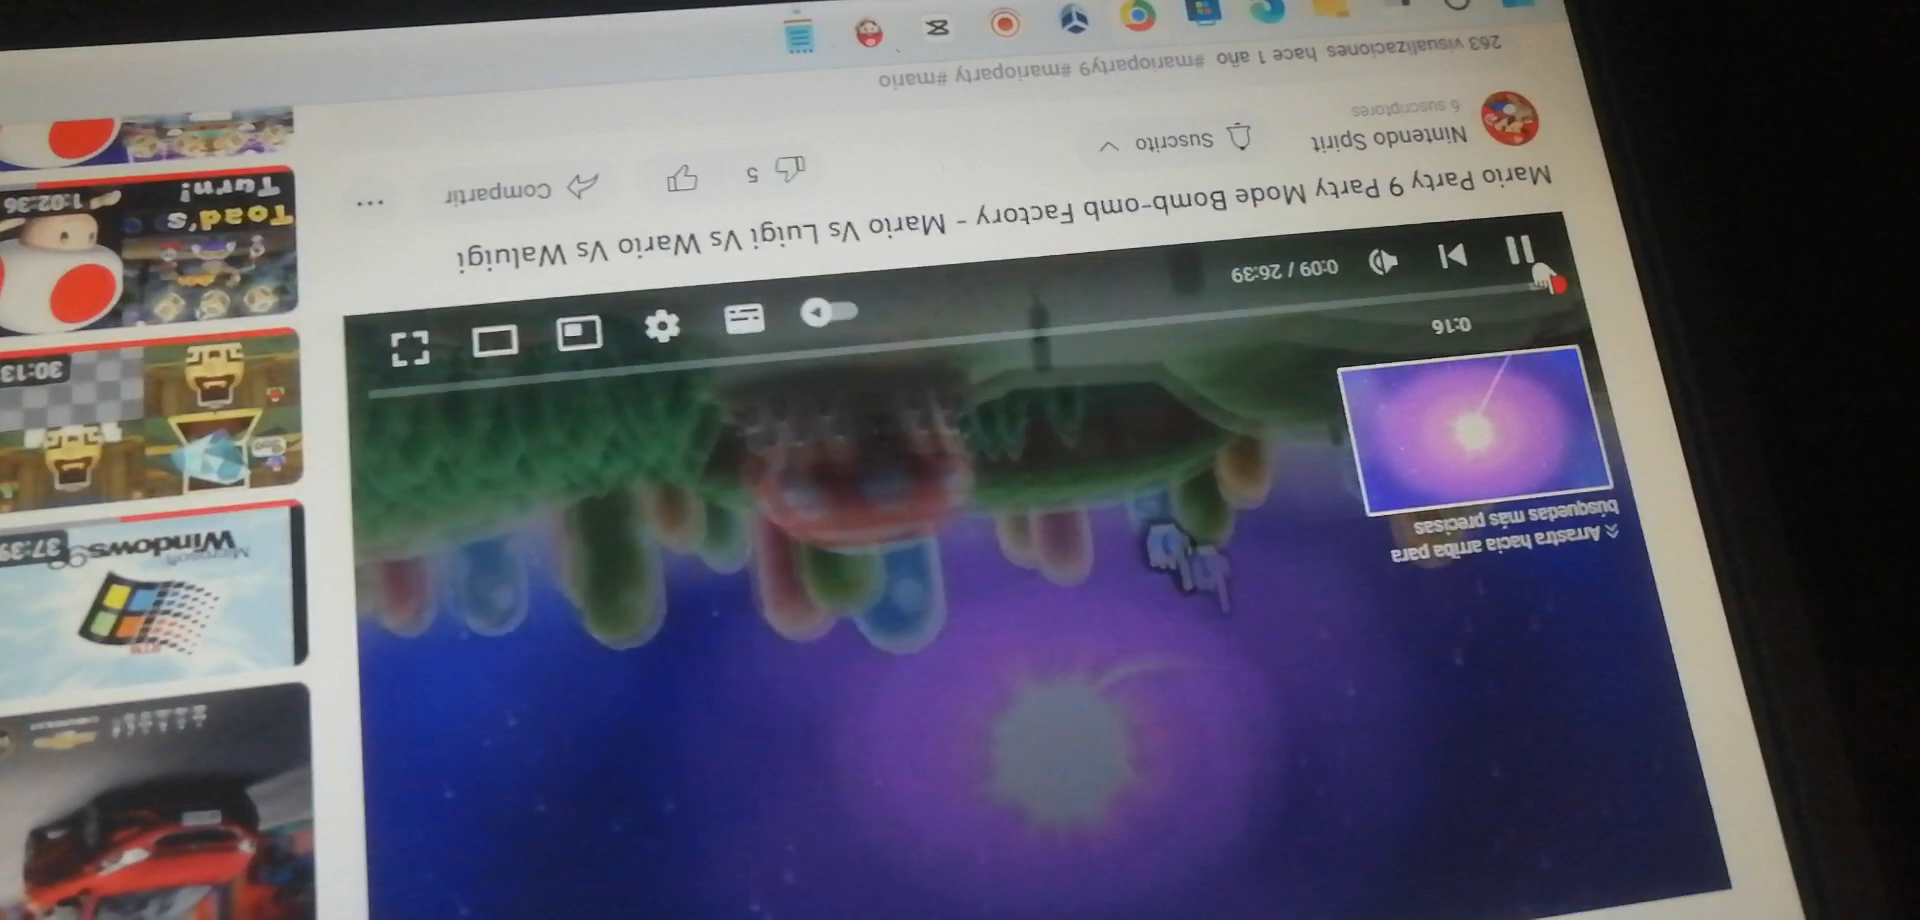 Arrastra hacia arriba para
búsquedas más precisas
0:16
0:09 / 26:39
Mario Party 9 Party Mode Bomb-omb Factory - Mario Vs Luigi Vs Wario Vs Waluigi
Nintendo Spirit
6 suscriptores
Suscrito
5
Compartir
263 visualizaciones hace 1 año #marioparty9 #marioparty #mario
Microsoft
Windows 98
37:39
30:13
Toad's
Turn!
1:02:36